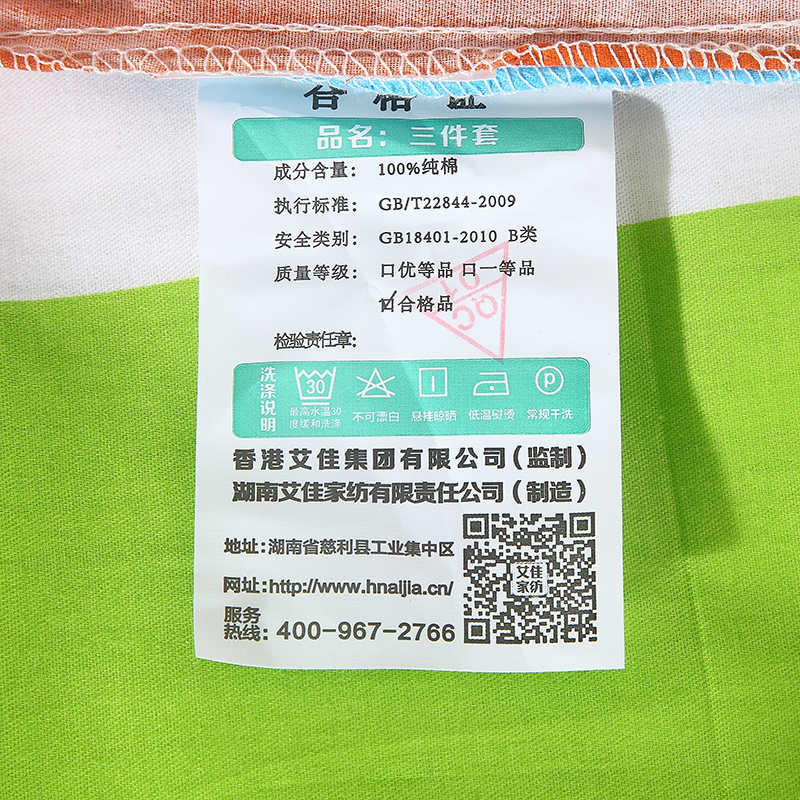 合格证
品名：三件套
成分含量： 100%纯棉
执行标准： GB/T22844-2009
安全类别： GB18401-2010 B类
质量等级： 口优等品 口一等品
口合格品
QC
01
检验责任章：
洗涤说明
30
P
最高水温30
度缓和洗涤
不可漂白
悬挂晾晒
低温熨烫
常规干洗
香港艾佳集团有限公司（监制）
湖南艾佳家纺有限责任公司（制造）
地址：湖南省慈利县工业集中区
网址：http://www.hnaijia.cn/
服务
热线：400-967-2766
艾佳
家纺